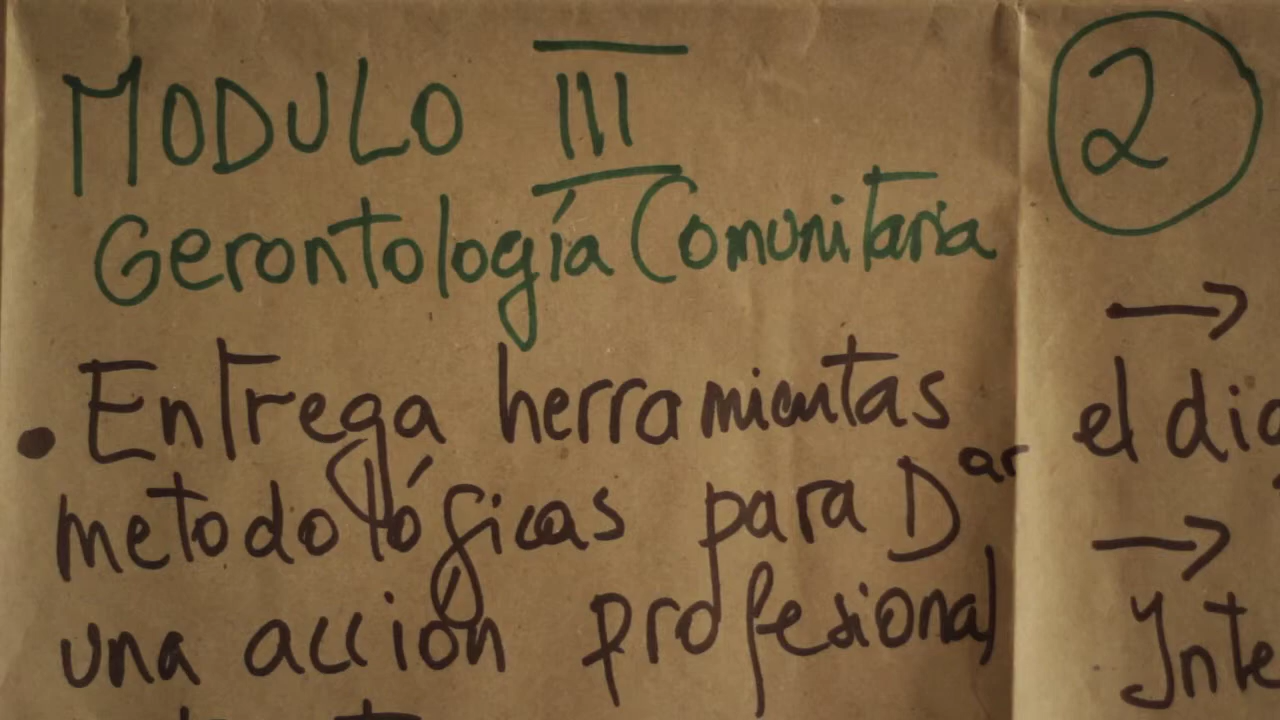 MODULO III
Gerontología Comunitaria
• Entrega herramientas
metodológicas para Dar
una acción profesional
2
→
el dia
→
Inte